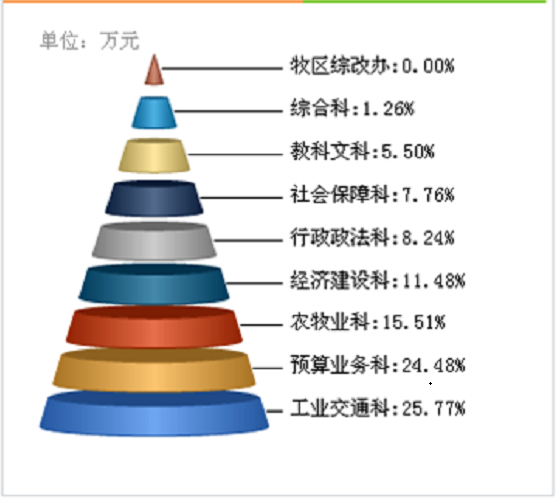 单位：万元
牧区综改办:0.00%
综合科:1.26%
教科文科:5.50%
社会保障科:7.76%
行政政法科:8.24%
经济建设科:11.48%
农牧业科:15.51%
预算业务科:24.48%
工业交通科:25.77%